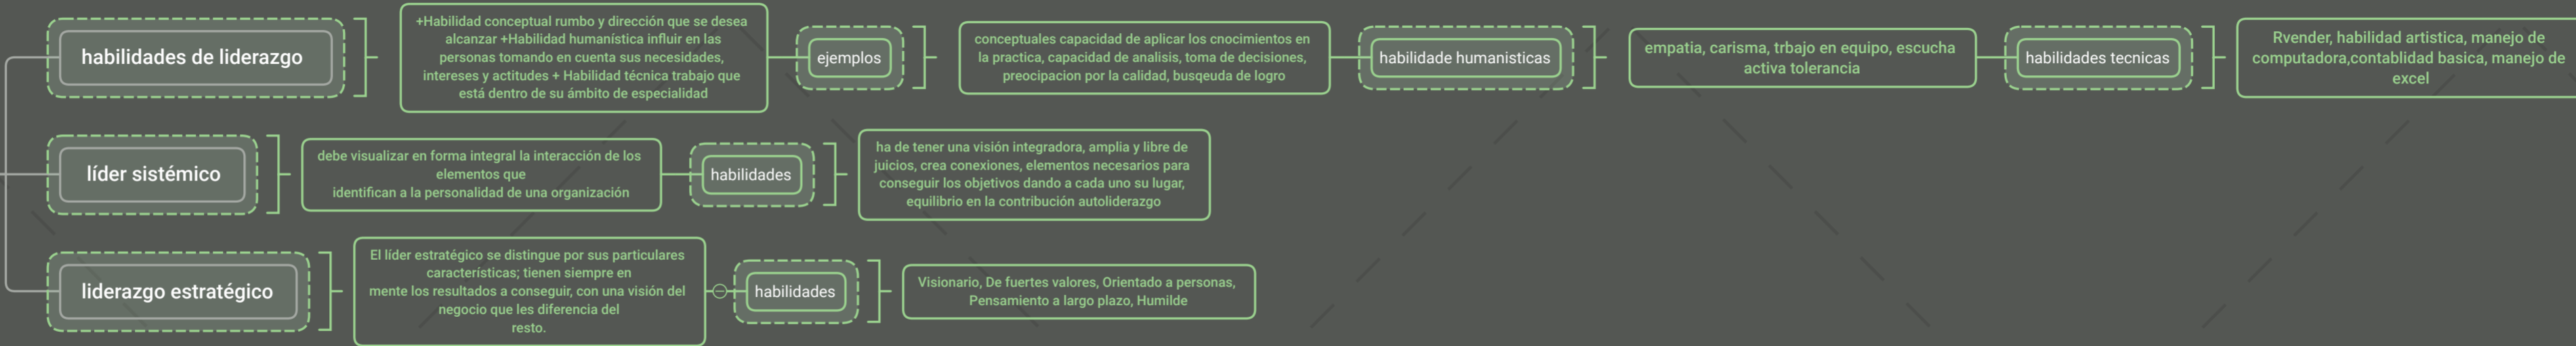 habilidades de liderazgo
+Habilidad conceptual rumbo y dirección que se desea
alcanzar +Habilidad humanística influir en las
personas tomando en cuenta sus necesidades,
intereses y actitudes + Habilidad técnica trabajo que
está dentro de su ámbito de especialidad
ejemplos
conceptuales capacidad de aplicar los cnocimientos en
la practica, capacidad de analisis, toma de decisiones,
preocipacion por la calidad, busqeuda de logro
habilidade humanisticas
empatia, carisma, trbajo en equipo, escucha
activa tolerancia
habilidades tecnicas
Rvender, habilidad artistica, manejo de
computadora,contablidad basica, manejo de
excel
líder sistémico
debe visualizar en forma integral la interacción de los
elementos que
identifican a la personalidad de una organización
habilidades
ha de tener una visión integradora, amplia y libre de
juicios, crea conexiones, elementos necesarios para
conseguir los objetivos dando a cada uno su lugar,
equilibrio en la contribución autoliderazgo
liderazgo estratégico
El líder estratégico se distingue por sus particulares
características; tienen siempre en
mente los resultados a conseguir, con una visión del
negocio que les diferencia del
resto.
habilidades
Visionario, De fuertes valores, Orientado a personas,
Pensamiento a largo plazo, Humilde